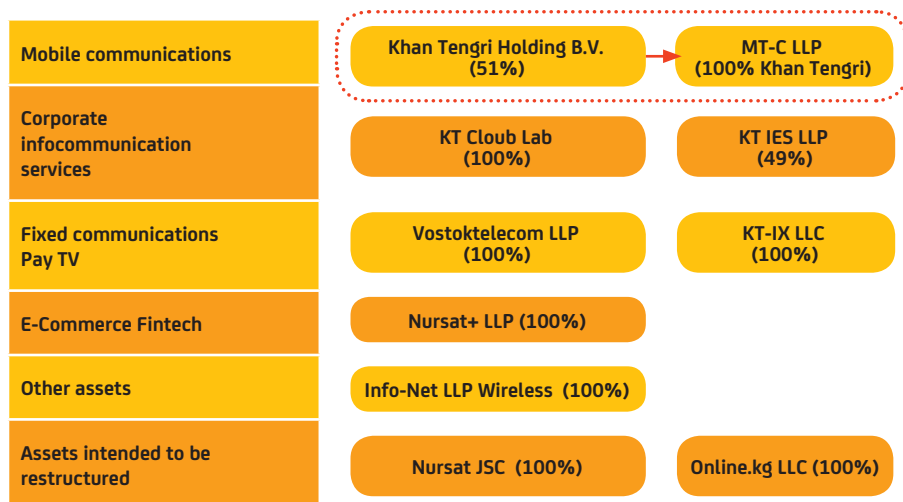 Mobile communications
Khan Tengri Holding B.V.
(51%)
MT-C LLP
(100% Khan Tengri)
Corporate
infocommunication
services
KT Cloub Lab
(100%)
KT IES LLP
(49%)
Fixed communications
Pay TV
Vostoktelecom LLP
(100%)
KT-IX LLC
(100%)
E-Commerce Fintech
Nursat+ LLP (100%)
Other assets
Info-Net LLP Wireless (100%)
Assets intended to be
restructured
Nursat JSC (100%)
Online.kg LLC (100%)